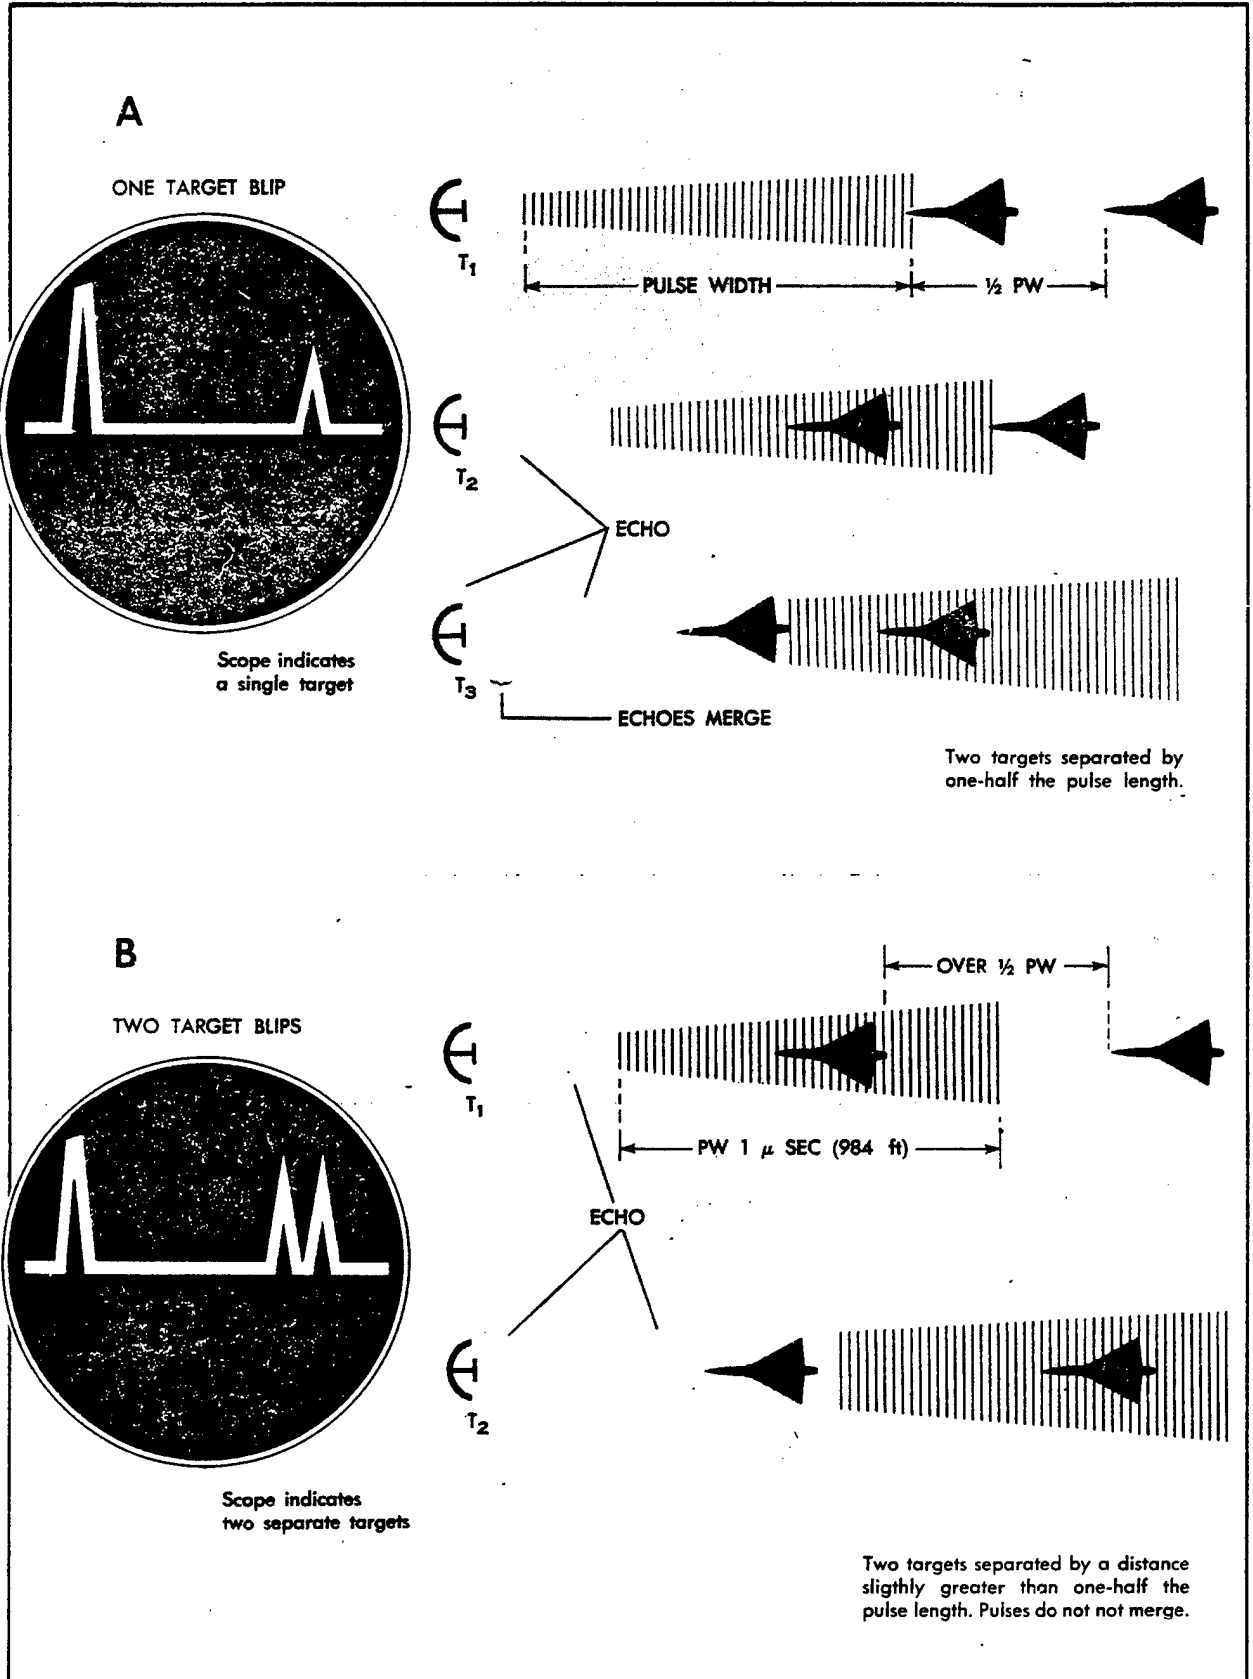 A
ONE TARGET BLIP
T1
PULSE WIDTH
½ PW
T2
ECHO
Scope indicates
a single target
T3
ECHOES MERGE
Two targets separated by
one-half the pulse length.
B
OVER ½ PW
TWO TARGET BLIPS
T1
PW 1 μ SEC (984 ft)
ECHO
T2
Scope indicates
two separate targets
Two targets separated by a distance
sligthly greater than one-half the
pulse length. Pulses do not not merge.